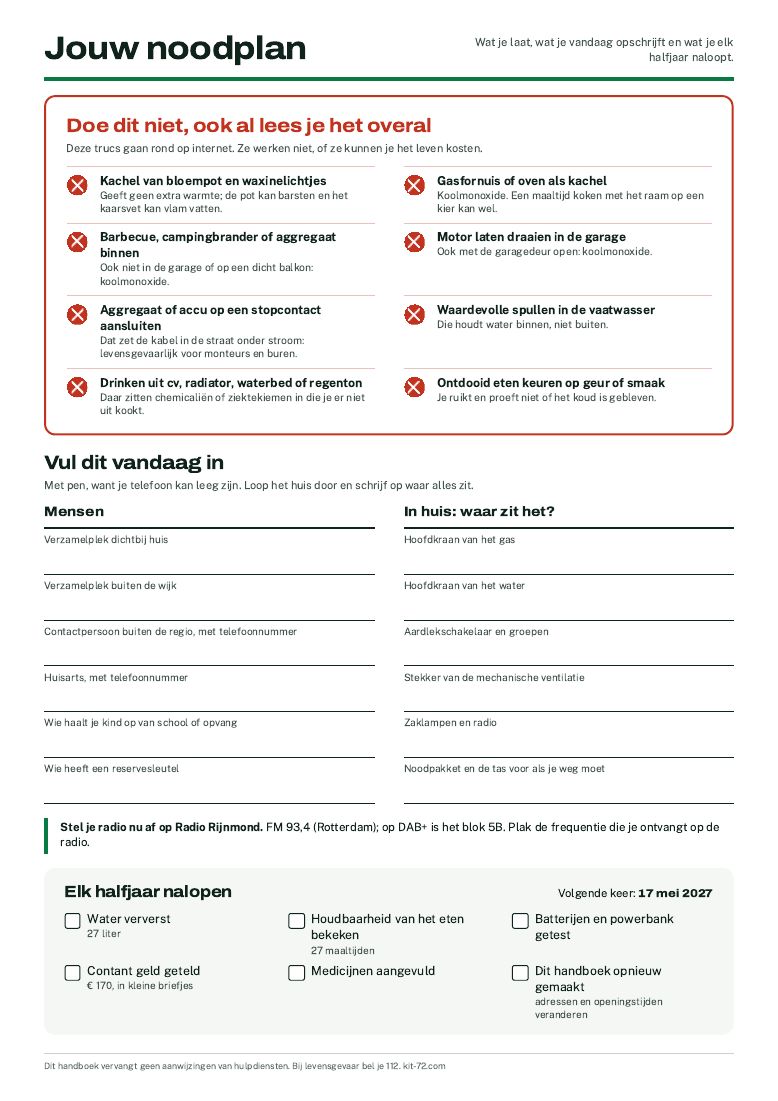 Jouw noodplan
Wat je laat, wat je vandaag opschrijft en wat je elk
halfjaar naloopt.
Doe dit niet, ook al lees je het overal
Deze trucs gaan rond op internet. Ze werken niet, of ze kunnen je het leven kosten.
Kachel van bloempot en waxinelichtjes
Geeft geen extra warmte; de pot kan barsten en het
kaarsvet kan vlam vatten.
Gasfornuis of oven als kachel
Koolmonoxide. Een maaltijd koken met het raam op een
kier kan wel.
Barbecue, campingbrander of aggregaat
binnen
Ook niet in de garage of op een dicht balkon:
koolmonoxide.
Motor laten draaien in de garage
Ook met de garagedeur open: koolmonoxide.
Aggregaat of accu op een stopcontact
aansluiten
Dat zet de kabel in de straat onder stroom:
levensgevaarlijk voor monteurs en buren.
Waardevolle spullen in de vaatwasser
Die houdt water binnen, niet buiten.
Drinken uit cv, radiator, waterbed of regenton
Daar zitten chemicaliën of ziektekiemen in die je er niet
uit kookt.
Ontdooid eten keuren op geur of smaak
Je ruikt en proeft niet of het koud is gebleven.
Vul dit vandaag in
Met pen, want je telefoon kan leeg zijn. Loop het huis door en schrijf op waar alles zit.
Mensen
Verzamelplek dichtbij huis
Verzamelplek buiten de wijk
Contactpersoon buiten de regio, met telefoonnummer
Huisarts, met telefoonnummer
Wie haalt je kind op van school of opvang
Wie heeft een reservesleutel
In huis: waar zit het?
Hoofdkraan van het gas
Hoofdkraan van het water
Aardlekschakelaar en groepen
Stekker van de mechanische ventilatie
Zaklampen en radio
Noodpakket en de tas voor als je weg moet
Stel je radio nu af op Radio Rijnmond. FM 93,4 (Rotterdam); op DAB+ is het blok 5B. Plak de frequentie die je ontvangt op de
radio.
Elk halfjaar nalopen
Volgende keer: 17 mei 2027
Water ververst
27 liter
Houdbaarheid van het eten
bekeken
27 maaltijden
Batterijen en powerbank
getest
Contant geld geteld
€ 170, in kleine briefjes
Medicijnen aangevuld
Dit handboek opnieuw
gemaakt
adressen en openingstijden
veranderen
Dit handboek vervangt geen aanwijzingen van hulpdiensten. Bij levensgevaar bel je 112. kit-72.com